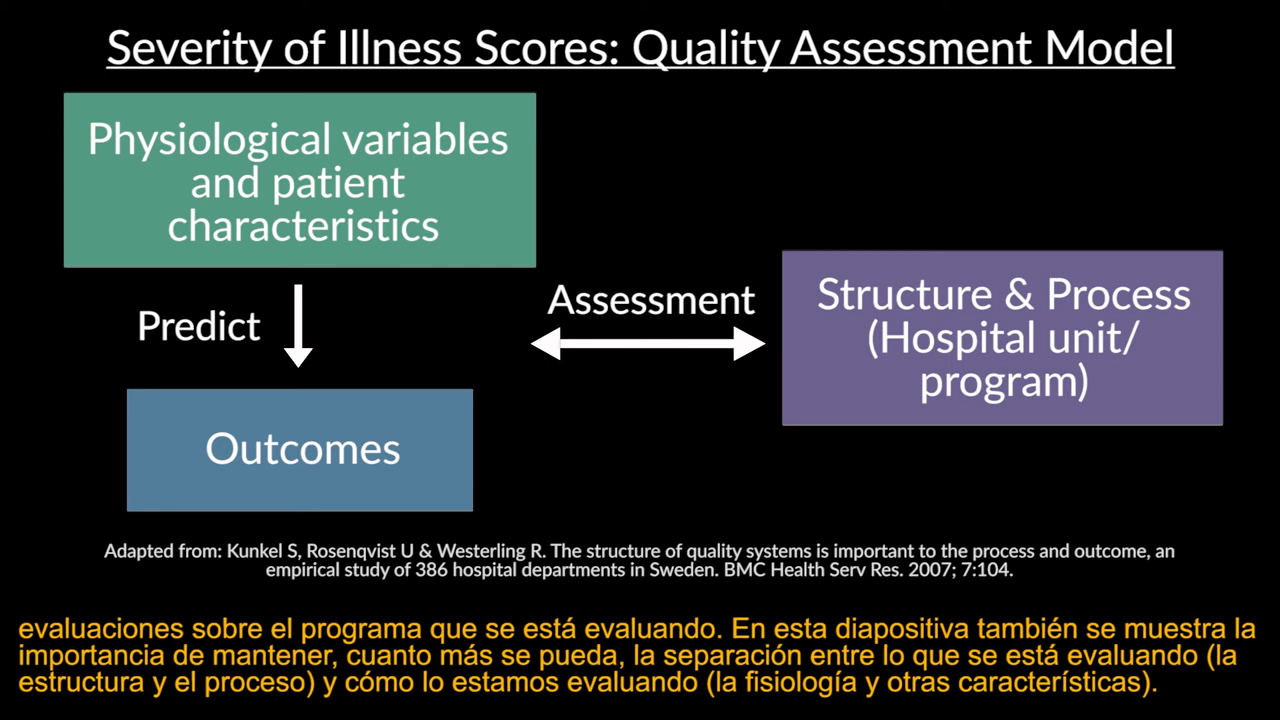 Severity of Illness Scores: Quality Assessment Model
Physiological variables
and patient
characteristics
Predict
Outcomes
Assessment
Structure & Process
(Hospital unit/
program)
Adapted from: Kunkel S, Rosenqvist U & Westerling R. The structure of quality systems is important to the process and outcome, an
empirical study of 386 hospital departments in Sweden. BMC Health Serv Res. 2007; 7:104.
evaluaciones sobre el programa que se está evaluando. En esta diapositiva también se muestra la
importancia de mantener, cuanto más se pueda, la separación entre lo que se está evaluando (la
estructura y el proceso) y cómo lo estamos evaluando (la fisiología y otras características).